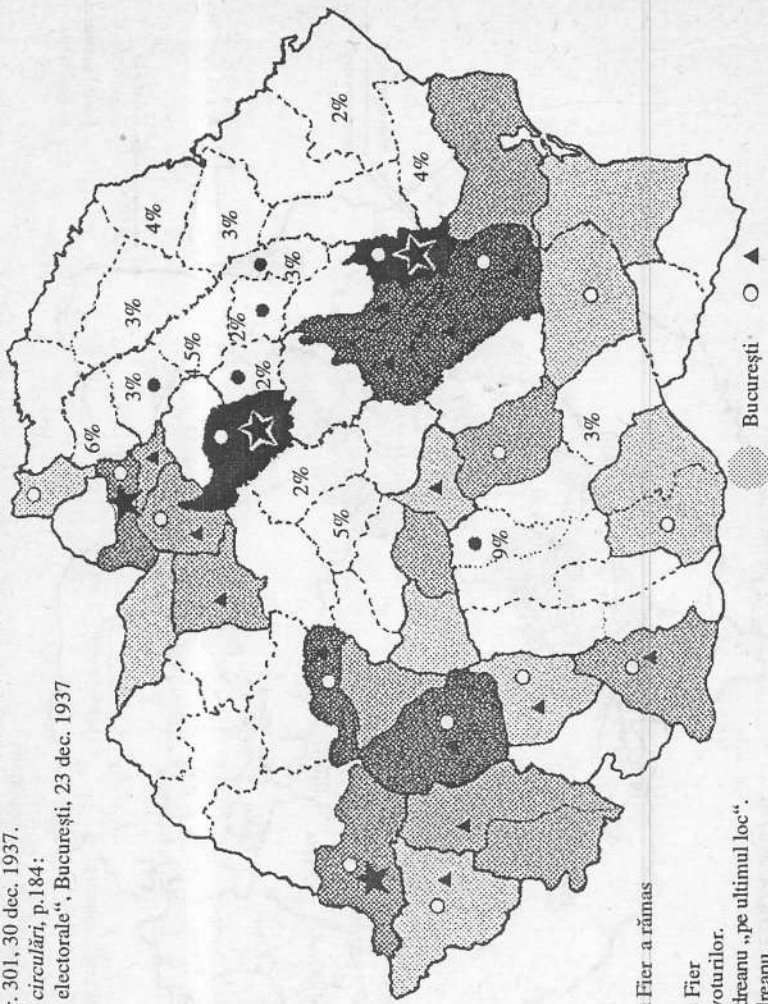 r. 301, 30 dec. 1937.
circulări, p.184:
electorale“, București, 23 dec. 1937
6%
3%
3%
4%
4.5%
3%
2%
2%
3%
2%
5%
2%
4%
9%
3%
Fier a rămas
Fier
voturilor.
dreanu „pe ultimul loc“.
dreanu
București